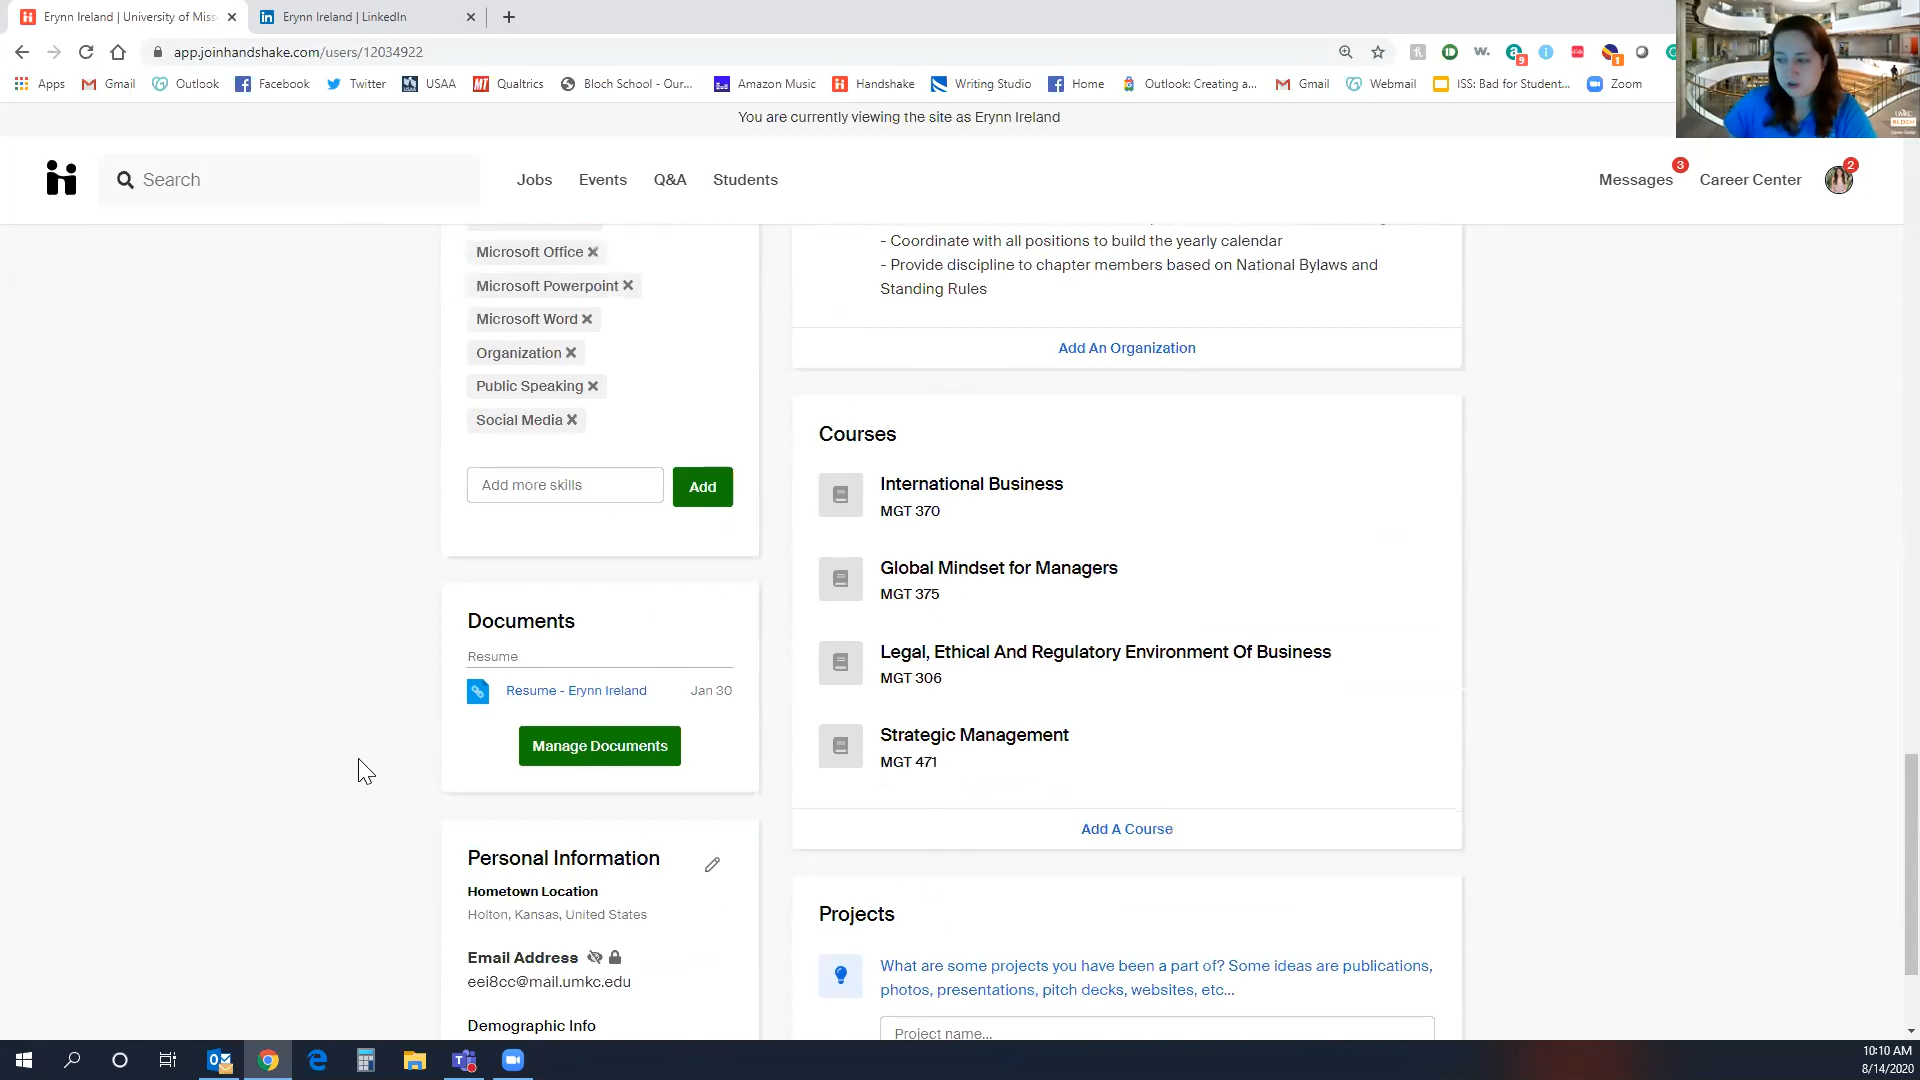 Erynn Ireland | University of Miss
Erynn Ireland | LinkedIn
app.joinhandshake.com/users/12034922
w.
9
1
Apps
Gmail
Outlook
Facebook
Twitter
USAA
Qualtrics
Bloch School - Our...
Amazon Music
Handshake
Writing Studio
Home
Outlook: Creating a...
Gmail
Webmail
ISS: Bad for Student...
Zoom
UMKC
BLOCH
You are currently viewing the site as Erynn Ireland
Search
Jobs
Events
Q&A
Students
Messages
3
Career Center
2
Microsoft Office
Microsoft Powerpoint
Microsoft Word
Organization
Public Speaking
Social Media
Add more skills
Add
Documents
Resume
Resume - Erynn Ireland
Jan 30
Manage Documents
Personal Information
Hometown Location
Holton, Kansas, United States
Email Address
eei8cc@mail.umkc.edu
Demographic Info
- Coordinate with all positions to build the yearly calendar
- Provide discipline to chapter members based on National Bylaws and
Standing Rules
Add An Organization
Courses
International Business
MGT 370
Global Mindset for Managers
MGT 375
Legal, Ethical And Regulatory Environment Of Business
MGT 306
Strategic Management
MGT 471
Add A Course
Projects
What are some projects you have been a part of? Some ideas are publications,
photos, presentations, pitch decks, websites, etc...
Project name...
10:10 AM
8/14/2020